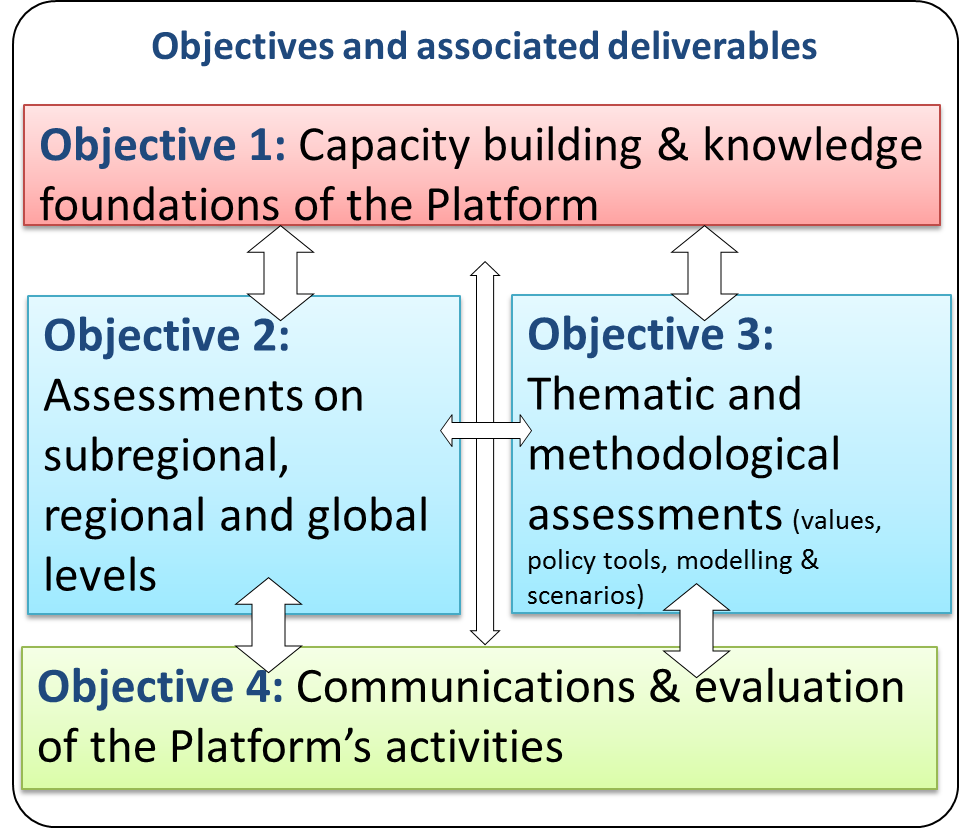 Objectives and associated deliverables
Objective 1: Capacity building & knowledge
foundations of the Platform
Objective 2:
Assessments on
subregional,
regional and global
levels
Objective 3:
Thematic and
methodological
assessments (values,
policy tools, modelling &
scenarios)
Objective 4: Communications & evaluation
of the Platform’s activities